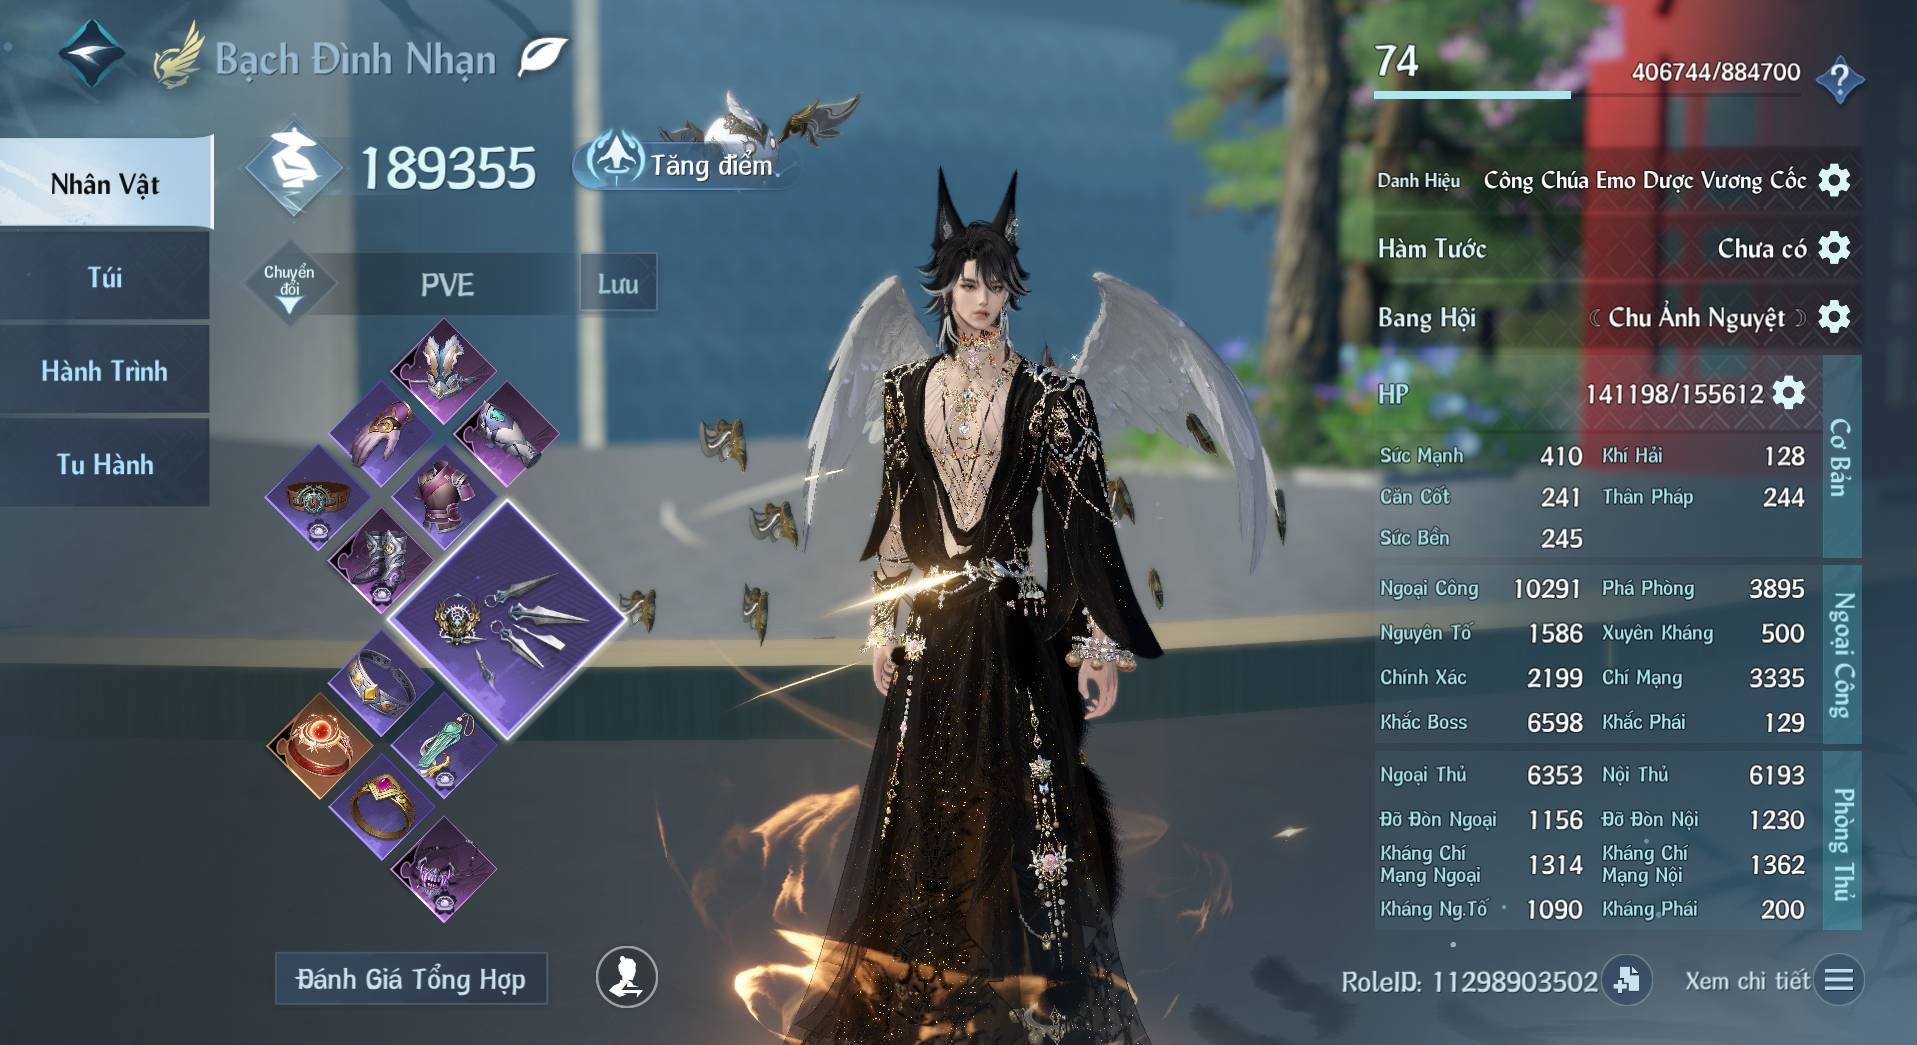 Bạch Đình Nhạn
189355
Tăng điểm
Nhân Vật
Túi
Hành Trình
Tu Hành
Chuyển đổi
PVE
Lưu
Đánh Giá Tổng Hợp
74
406744/884700
?
Danh Hiệu Công Chúa Emo Dược Vương Cốc
Hàm Tước Chưa có
Bang Hội ☾Chu Ảnh Nguyệt☽
HP 141198/155612
Cơ Bản
Sức Mạnh 410 Khí Hải 128
Căn Cốt 241 Thân Pháp 244
Sức Bền 245
Ngoại Công
Ngoại Công 10291 Phá Phòng 3895
Nguyên Tố 1586 Xuyên Kháng 500
Chính Xác 2199 Chí Mạng 3335
Khắc Boss 6598 Khắc Phái 129
Phòng Thủ
Ngoại Thủ 6353 Nội Thủ 6193
Đỡ Đòn Ngoại 1156 Đỡ Đòn Nội 1230
Kháng Chí Mạng Ngoại 1314 Kháng Chí Mạng Nội 1362
Kháng Ng.Tố 1090 Kháng Phái 200
RoleID: 11298903502
Xem chi tiết